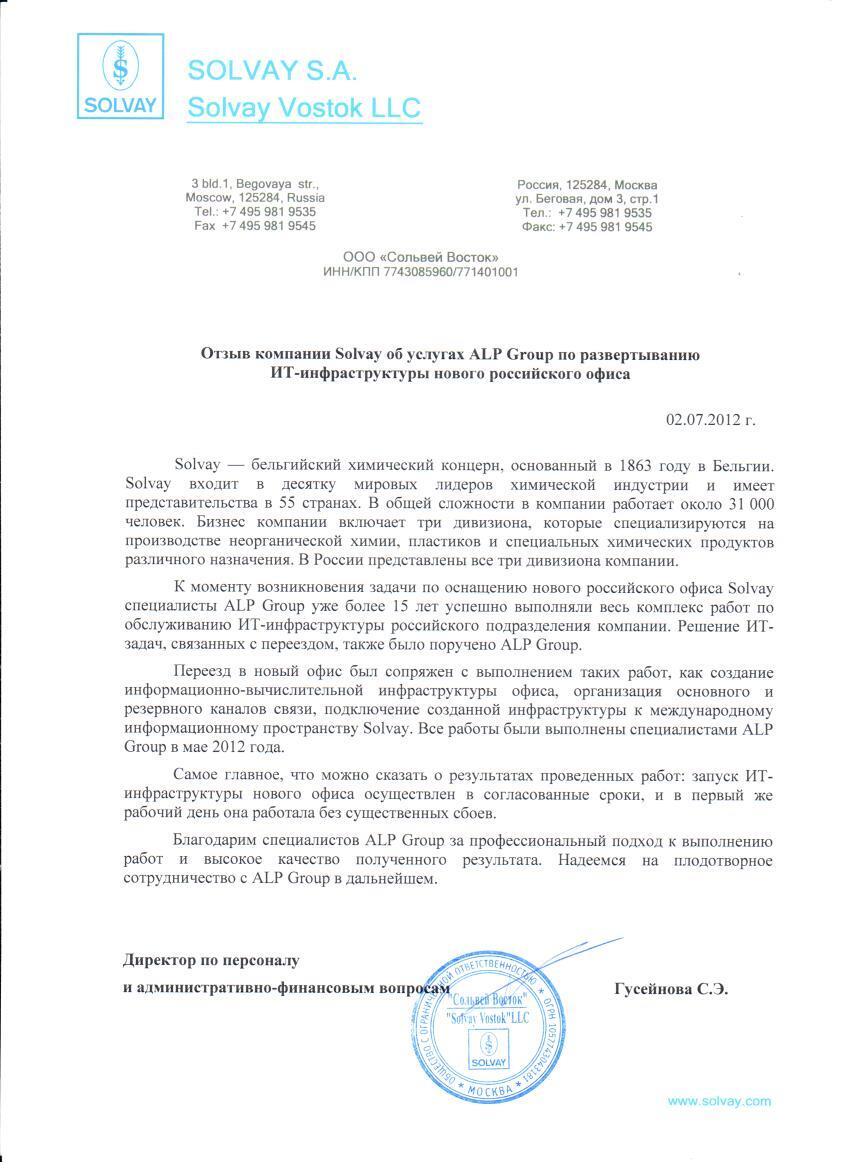 SOLVAY
SOLVAY S.A.
Solvay Vostok LLC
3 bld.1, Begovaya str.,
Moscow, 125284, Russia
Tel.: +7 495 981 9535
Fax +7 495 981 9545
Россия, 125284, Москва
ул. Беговая, дом 3, стр.1
Тел.: +7 495 981 9535
Факс: +7 495 981 9545
ООО «Сольвей Восток»
ИНН/КПП 7743085960/771401001
Отзыв компании Solvay об услугах ALP Group по развертыванию
ИТ-инфраструктуры нового российского офиса
02.07.2012 г.
Solvay — бельгийский химический концерн, основанный в 1863 году в Бельгии.
Solvay входит в десятку мировых лидеров химической индустрии и имеет
представительства в 55 странах. В общей сложности в компании работает около 31 000
человек. Бизнес компании включает три дивизиона, которые специализируются на
производстве неорганической химии, пластиков и специальных химических продуктов
различного назначения. В России представлены все три дивизиона компании.
К моменту возникновения задачи по оснащению нового российского офиса Solvay
специалисты ALP Group уже более 15 лет успешно выполняли весь комплекс работ по
обслуживанию ИТ-инфраструктуры российского подразделения компании. Решение ИТ-
задач, связанных с переездом, также было поручено ALP Group.
Переезд в новый офис был сопряжен с выполнением таких работ, как создание
информационно-вычислительной инфраструктуры офиса, организация основного и
резервного каналов связи, подключение созданной инфраструктуры к международному
информационному пространству Solvay. Все работы были выполнены специалистами ALP
Group в мае 2012 года.
Самое главное, что можно сказать о результатах проведенных работ: запуск ИТ-
инфраструктуры нового офиса осуществлен в согласованные сроки, и в первый же
рабочий день она работала без существенных сбоев.
Благодарим специалистов ALP Group за профессиональный подход к выполнению
работ и высокое качество полученного результата. Надеемся на плодотворное
сотрудничество с ALP Group в дальнейшем.
Директор по персоналу
и административно-финансовым вопросам
Гусейнова С.Э.
ОБЩЕСТВО С ОГРАНИЧЕННОЙ ОТВЕТСТВЕННОСТЬЮ * ОГРН 1057743043181
* МОСКВА *
"Сольвей Восток"
"Solvay Vostok" LLC
SOLVAY
www.solvay.com